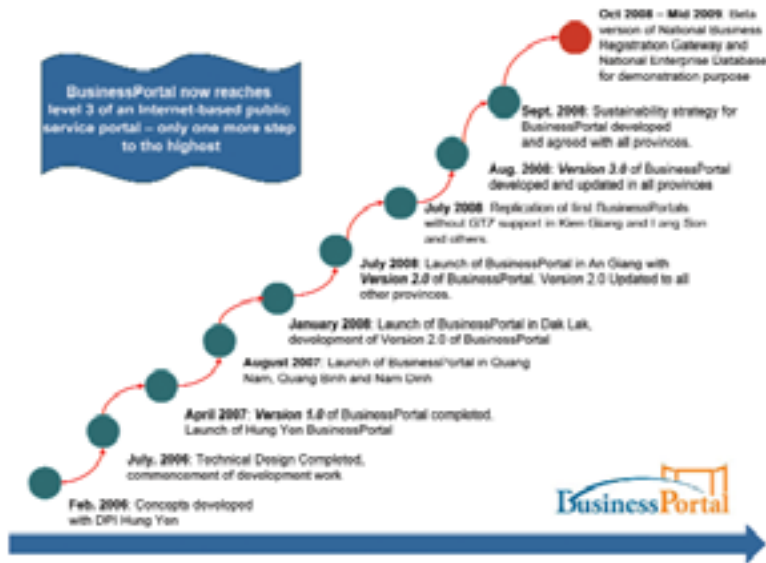 Oct 2008 – Mid 2009: Beta
version of National Business
Registration Gateway and
National Enterprise Database
for demonstration purpose
BusinessPortal now reaches
level 3 of an Internet-based public
service portal – only one more step
to the highest
Sept. 2008: Sustainability strategy for
BusinessPortal developed
and agreed with all provinces.
Aug. 2008: Version 3.0 of BusinessPortal
developed and updated in all provinces
July 2008: Replication of first BusinessPortals
without GTZ support in Kien Giang and Lang Son
and others.
July 2008: Launch of BusinessPortal in An Giang with
Version 2.0 of BusinessPortal. Version 2.0 Updated to all
other provinces.
January 2008: Launch of BusinessPortal in Dak Lak,
development of Version 2.0 of BusinessPortal
August 2007: Launch of BusinessPortal in Quang
Nam, Quang Binh and Nam Dinh
April 2007: Version 1.0 of BusinessPortal completed.
Launch of Hung Yen BusinessPortal
July. 2006: Technical Design Completed,
commencement of development work
Feb. 2006: Concepts developed
with DPI Hung Yen
BusinessPortal